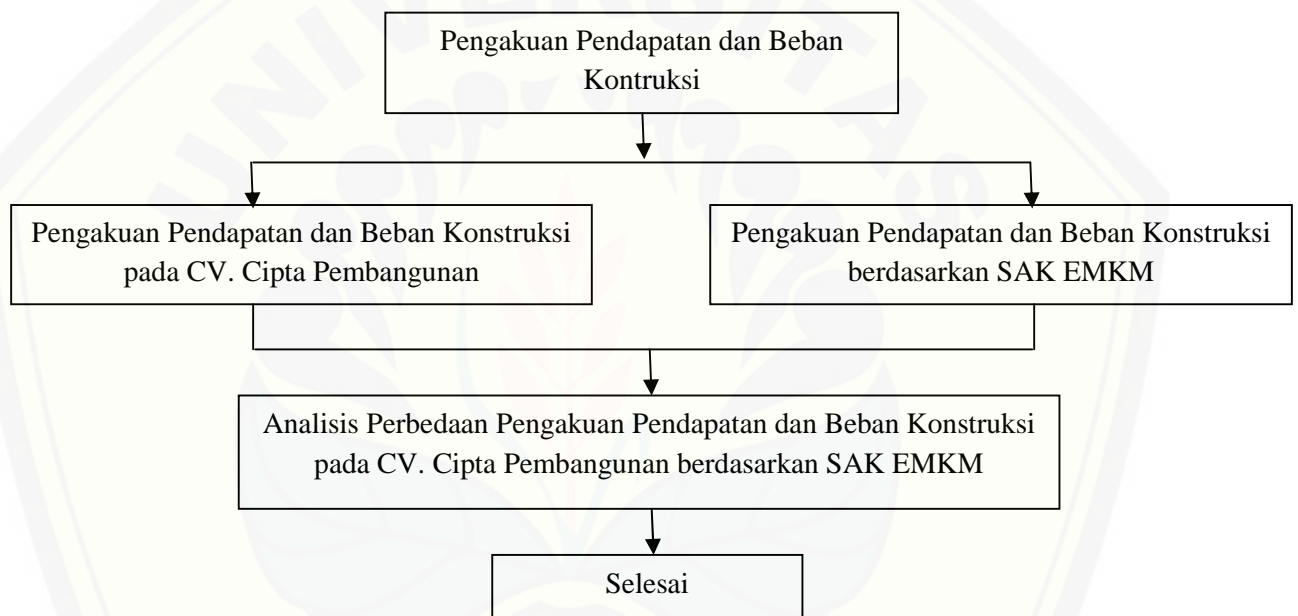 UNIVERSITAS
Pengakuan Pendapatan dan Beban
Kontruksi
Pengakuan Pendapatan dan Beban Konstruksi
pada CV. Cipta Pembangunan
Pengakuan Pendapatan dan Beban Konstruksi
berdasarkan SAK EMKM
Analisis Perbedaan Pengakuan Pendapatan dan Beban Konstruksi
pada CV. Cipta Pembangunan berdasarkan SAK EMKM
Selesai